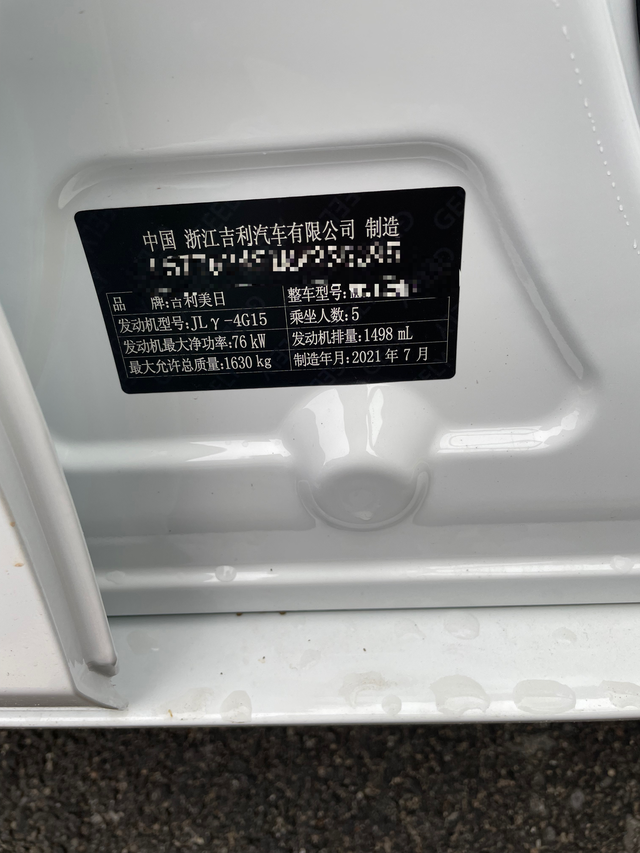 中国 浙江吉利汽车有限公司 制造
品 牌:吉利美日 整车型号:
发动机型号:JLγ-4G15 乘坐人数:5
发动机最大净功率:76 kW 发动机排量:1498 mL
最大允许总质量:1630 kg 制造年月:2021 年 7 月